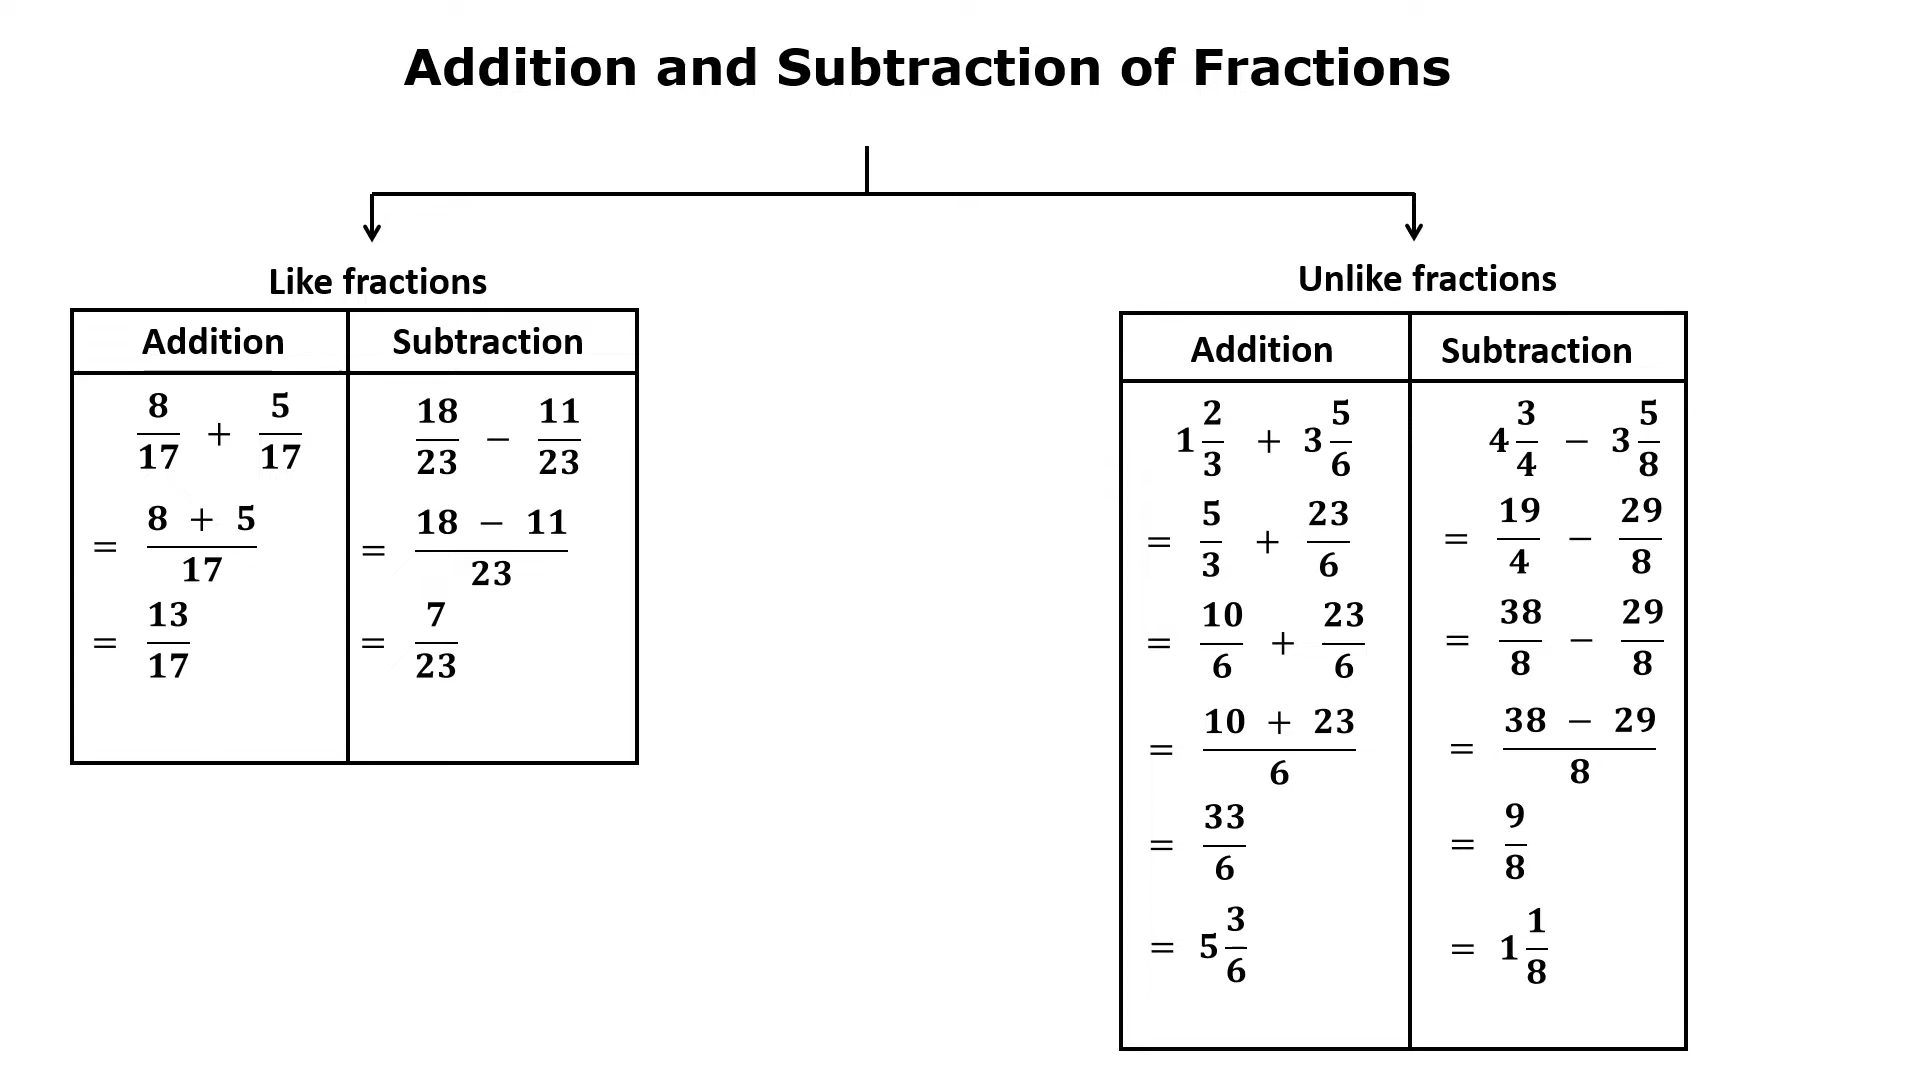 Addition and Subtraction of Fractions
Like fractions
Addition Subtraction
8/17 + 5/17
= (8 + 5)/17
= 13/17
18/23 − 11/23
= (18 − 11)/23
= 7/23
Unlike fractions
Addition Subtraction
1 2/3 + 3 5/6
= 5/3 + 23/6
= 10/6 + 23/6
= (10 + 23)/6
= 33/6
= 5 3/6
4 3/4 − 3 5/8
= 19/4 − 29/8
= 38/8 − 29/8
= (38 − 29)/8
= 9/8
= 1 1/8